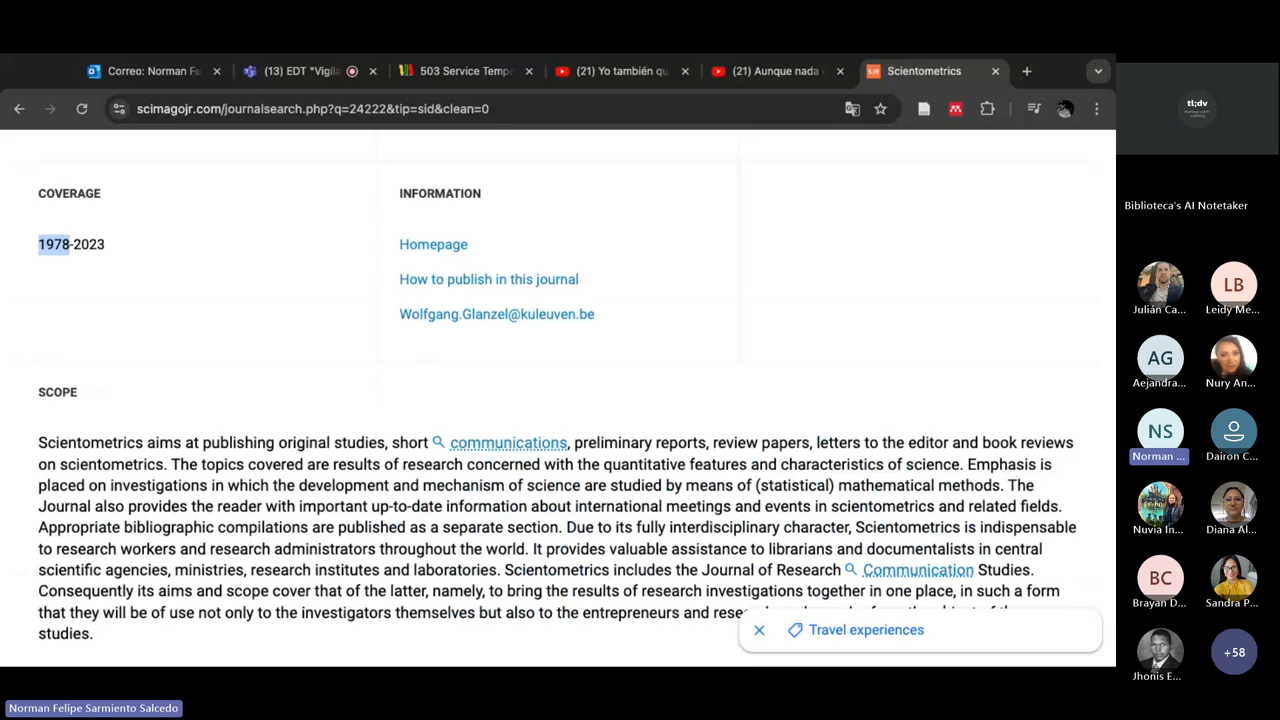 Correo: Norman Fe
(13) EDT "Vigila
503 Service Tempo
(21) Yo también qu
(21) Aunque nada
Scientometrics
scimagojr.com/journalsearch.php?q=24222&tip=sid&clean=0
tl;dv
Biblioteca's AI Notetaker
COVERAGE
INFORMATION
1978-2023
Homepage
How to publish in this journal
Wolfgang.Glanzel@kuleuven.be
SCOPE
Scientometrics aims at publishing original studies, short communications, preliminary reports, review papers, letters to the editor and book reviews
on scientometrics. The topics covered are results of research concerned with the quantitative features and characteristics of science. Emphasis is
placed on investigations in which the development and mechanism of science are studied by means of (statistical) mathematical methods. The
Journal also provides the reader with important up-to-date information about international meetings and events in scientometrics and related fields.
Appropriate bibliographic compilations are published as a separate section. Due to its fully interdisciplinary character, Scientometrics is indispensable
to research workers and research administrators throughout the world. It provides valuable assistance to librarians and documentalists in central
scientific agencies, ministries, research institutes and laboratories. Scientometrics includes the Journal of Research Communication Studies.
Consequently its aims and scope cover that of the latter, namely, to bring the results of research investigations together in one place, in such a form
that they will be of use not only to the investigators themselves but also to the entrepreneurs and
studies.
Travel experiences
LB
Julián Ca...
Leidy Me...
AG
Aejandra...
Nury An...
NS
Norman ...
Dairon C...
Nuvia In...
Diana Al...
BC
Brayan D...
Sandra P...
Jhonis E...
+58
Norman Felipe Sarmiento Salcedo